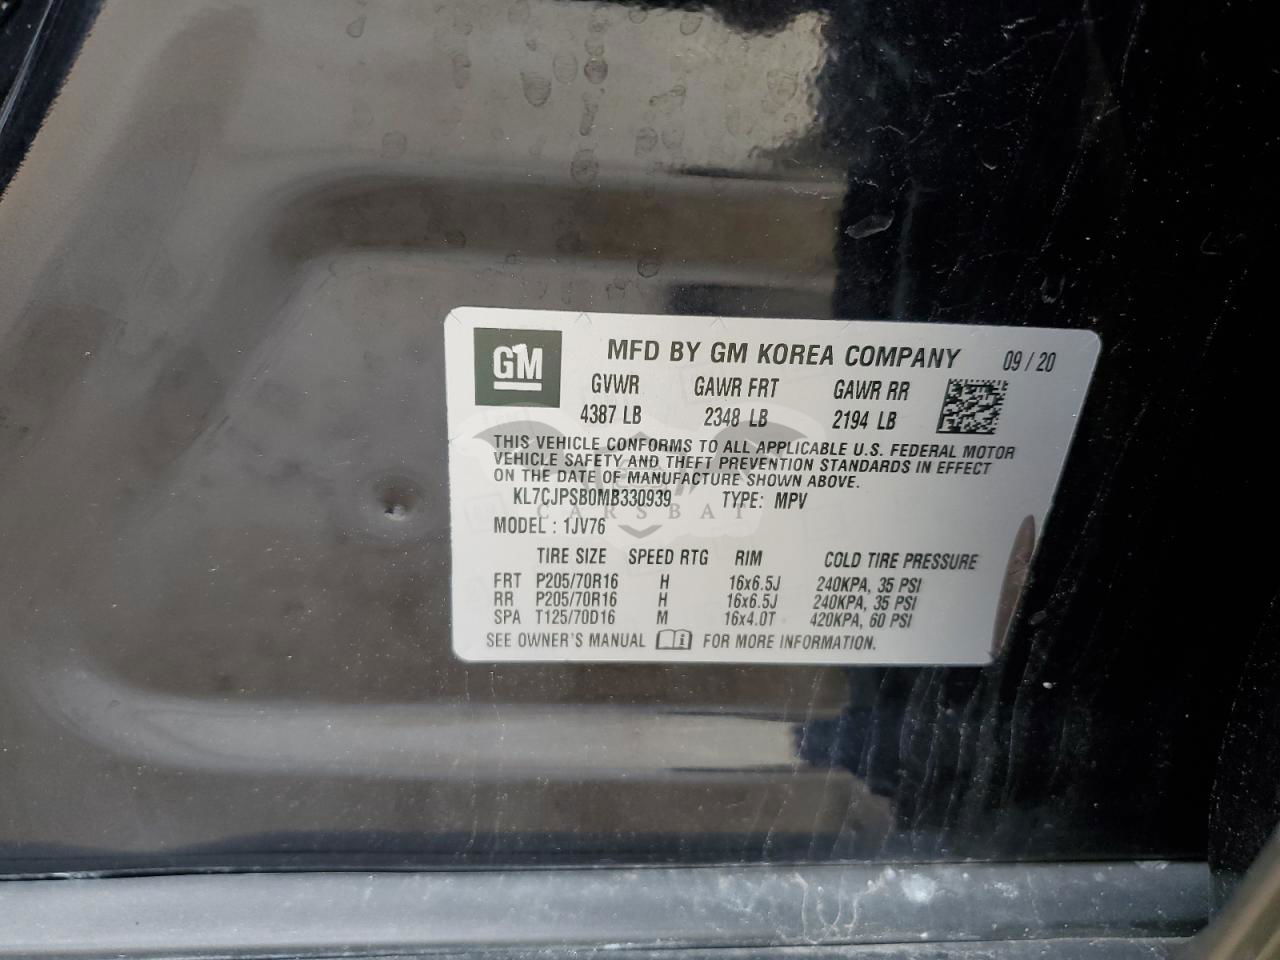 GM MFD BY GM KOREA COMPANY 09 / 20
GVWR GAWR FRT GAWR RR
4387 LB 2348 LB 2194 LB
THIS VEHICLE CONFORMS TO ALL APPLICABLE U.S. FEDERAL MOTOR
VEHICLE SAFETY AND THEFT PREVENTION STANDARDS IN EFFECT
ON THE DATE OF MANUFACTURE SHOWN ABOVE.
KL7CJPSB0MB330939 TYPE: MPV
CARSBAT
MODEL : 1JV76
TIRE SIZE SPEED RTG RIM COLD TIRE PRESSURE
FRT P205/70R16 H 16x6.5J 240KPA, 35 PSI
RR P205/70R16 H 16x6.5J 240KPA, 35 PSI
SPA T125/70D16 M 16x4.0T 420KPA, 60 PSI
SEE OWNER'S MANUAL FOR MORE INFORMATION.